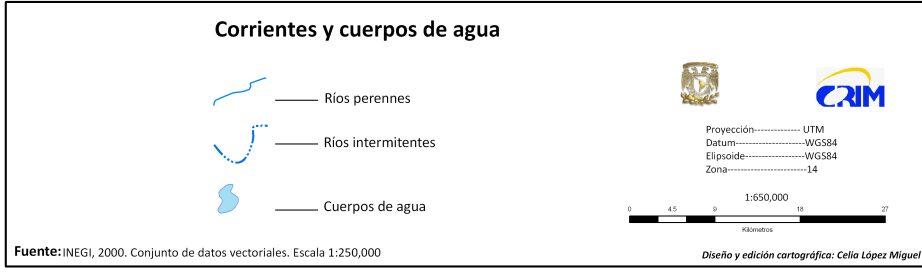 Corrientes y cuerpos de agua
Ríos perennes
Ríos intermitentes
Cuerpos de agua
CRIM
Proyección-------------- UTM
Datum---------------------WGS84
Elipsoide------------------WGS84
Zona------------------------14
1:650,000
0 4.5 9 18 27
Kilómetros
Fuente: INEGI, 2000. Conjunto de datos vectoriales. Escala 1:250,000
Diseño y edición cartográfica: Celia López Miguel